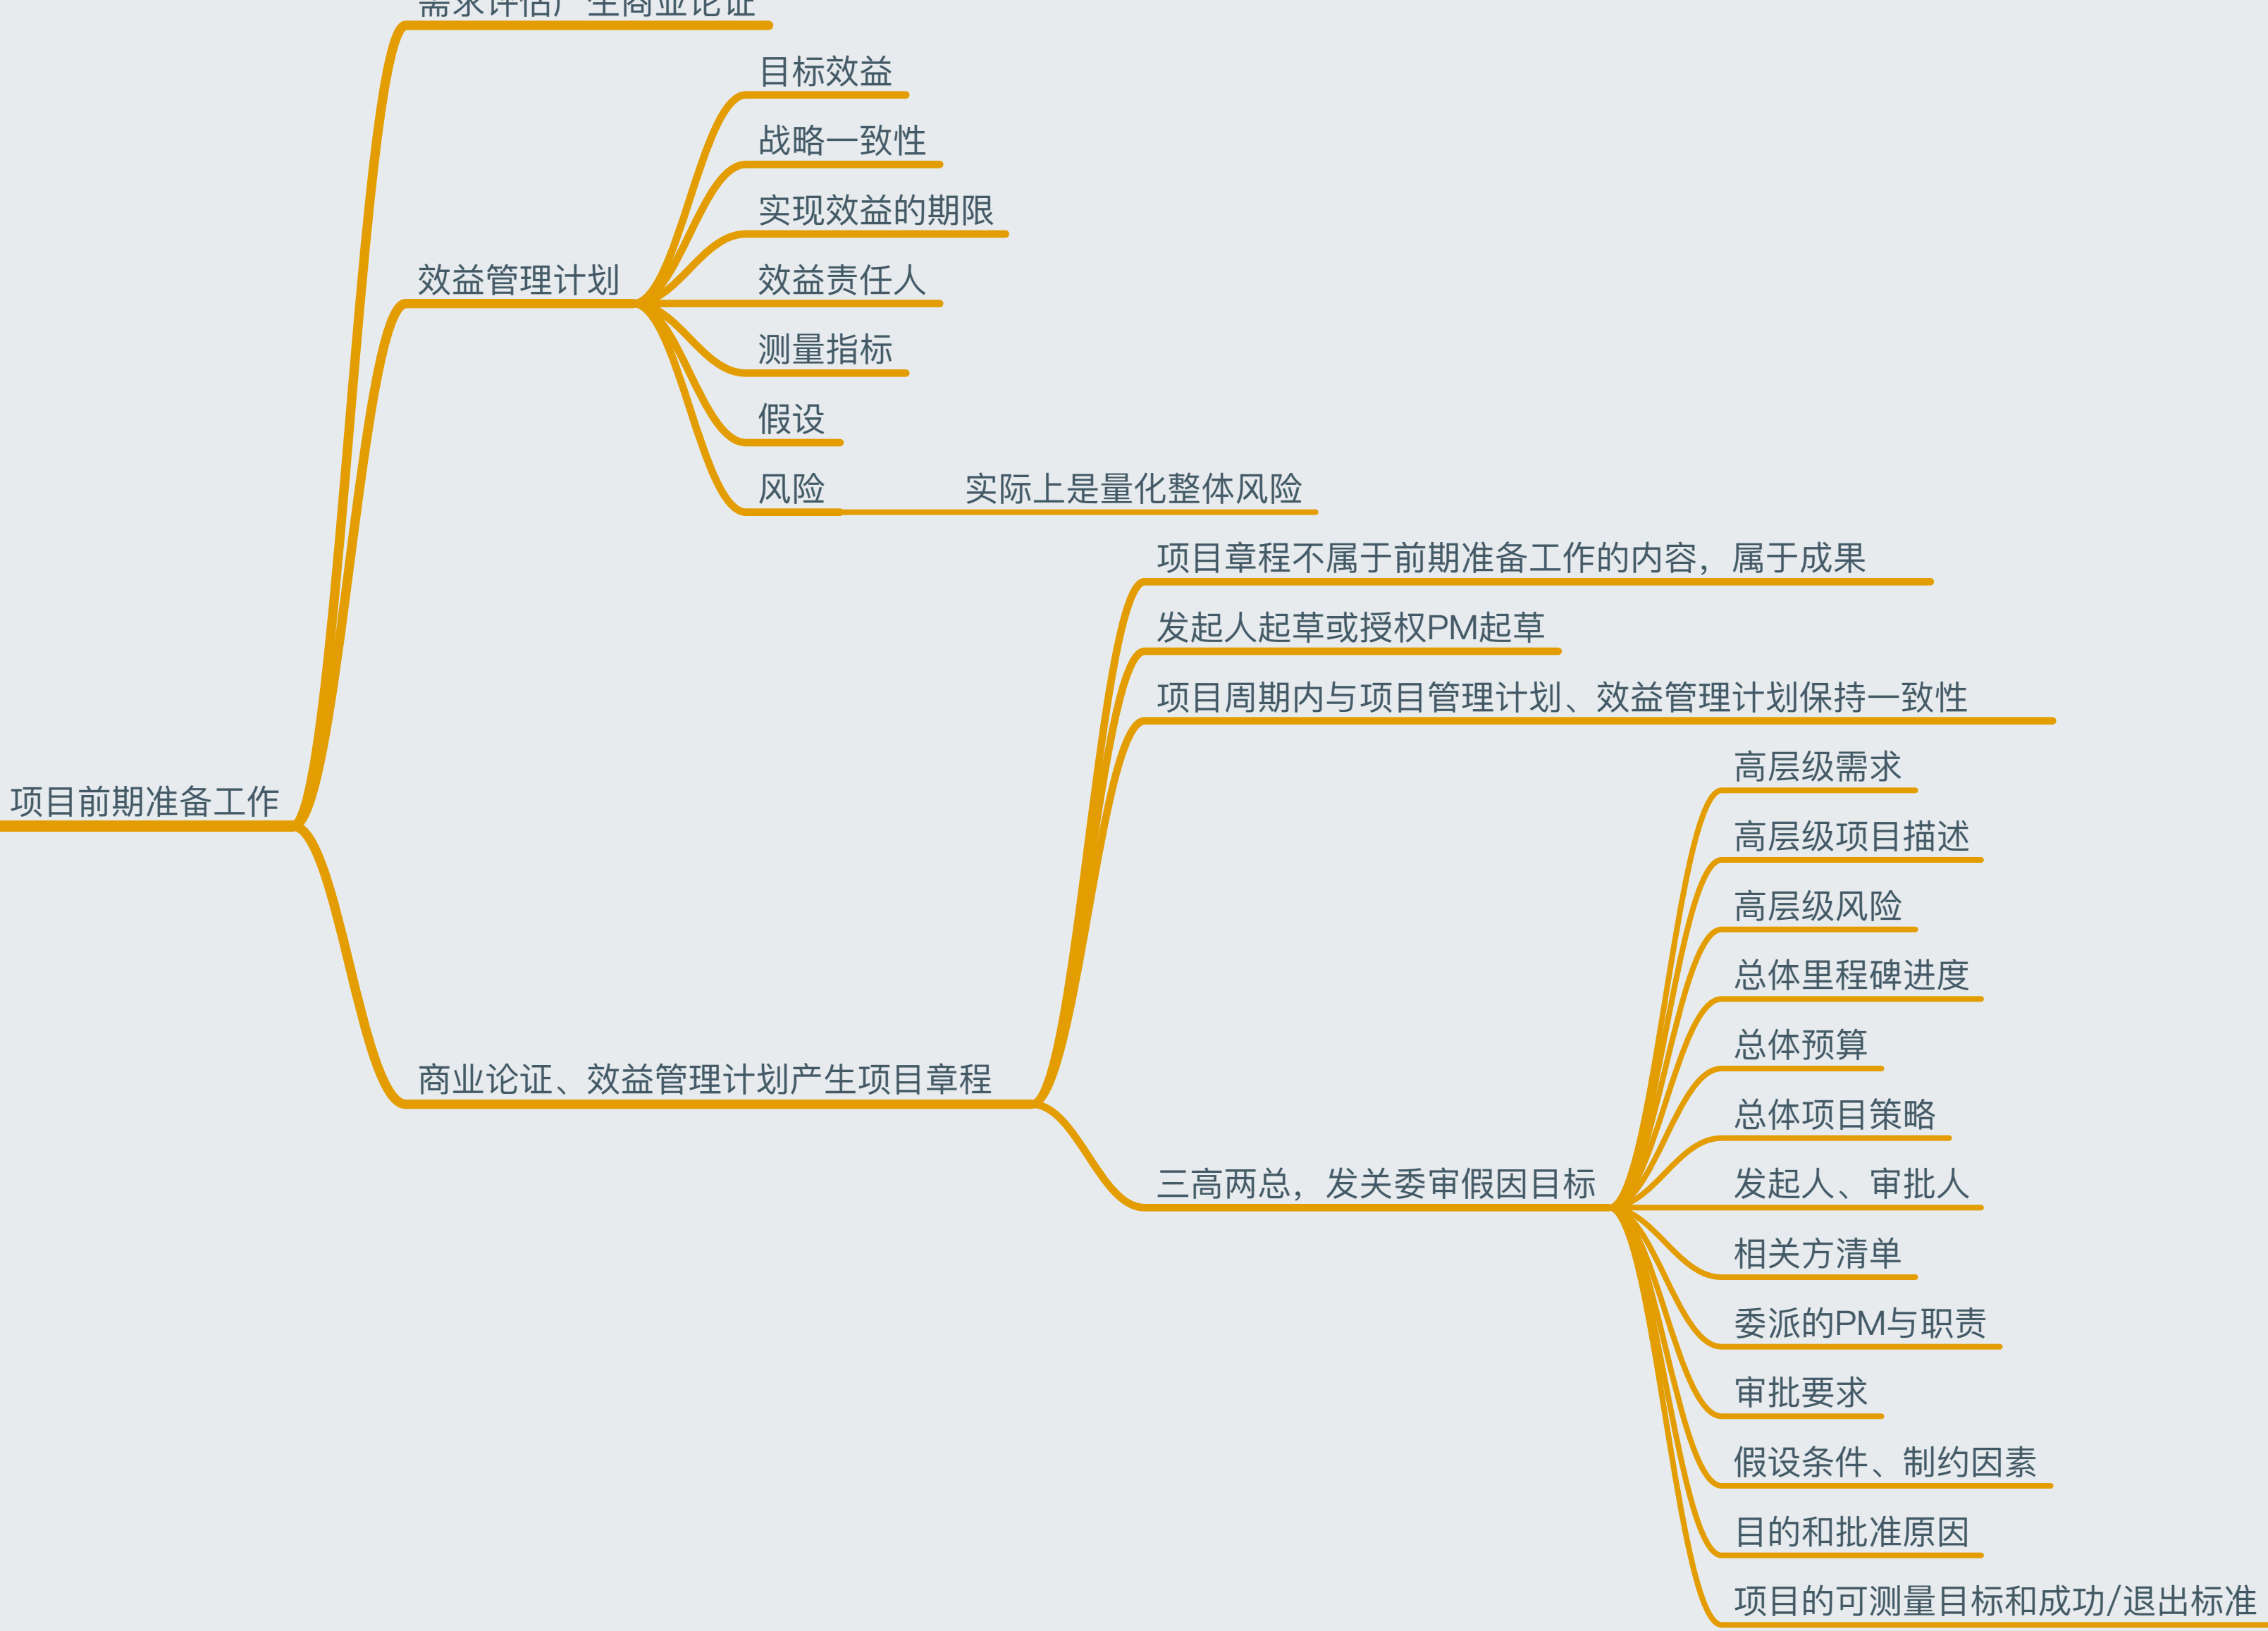 需求评估产生商业论证
目标效益
战略一致性
实现效益的期限
效益管理计划
效益责任人
测量指标
假设
风险
实际上是量化整体风险
项目章程不属于前期准备工作的内容，属于成果
发起人起草或授权PM起草
项目周期内与项目管理计划、效益管理计划保持一致性
高层级需求
项目前期准备工作
高层级项目描述
高层级风险
总体里程碑进度
总体预算
商业论证、效益管理计划产生项目章程
总体项目策略
三高两总，发关委审假因目标
发起人、审批人
相关方清单
委派的PM与职责
审批要求
假设条件、制约因素
目的和批准原因
项目的可测量目标和成功/退出标准